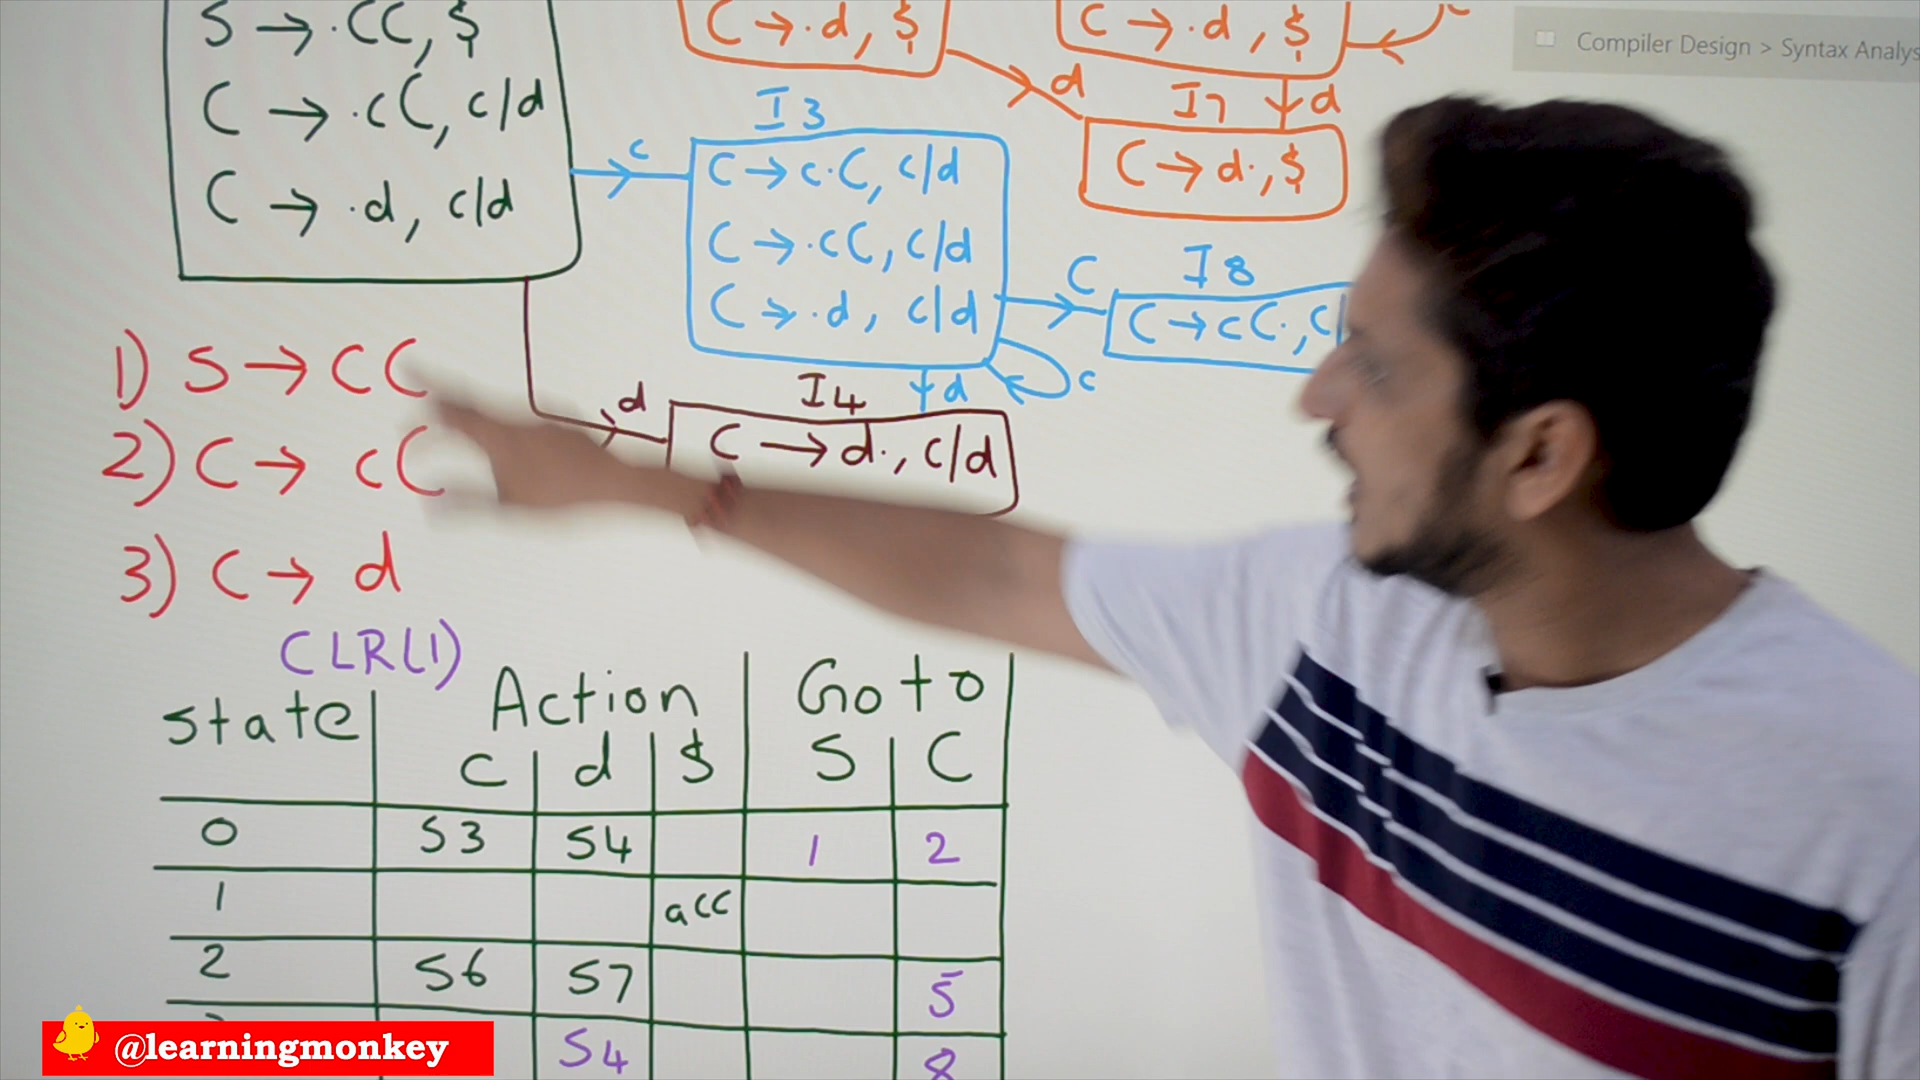 S → .CC, $
C → .cC, c/d
C → .d, c/d
c
C → .d, $
d
C → .d, $
d
I7
C → d., $
Compiler Design > Syntax Analys
I3
C → c.C, c/d
C → .cC, c/d
C → .d, c/d
C
I8
C → cC., c
c
d
d
I4
C → d., c/d
1) S → CC
2) C → cC
3) C → d
CLR(1)
state Action Goto
c d $ S C
0 S3 S4 1 2
1 acc
2 S6 S7 5
S4 8
@learningmonkey